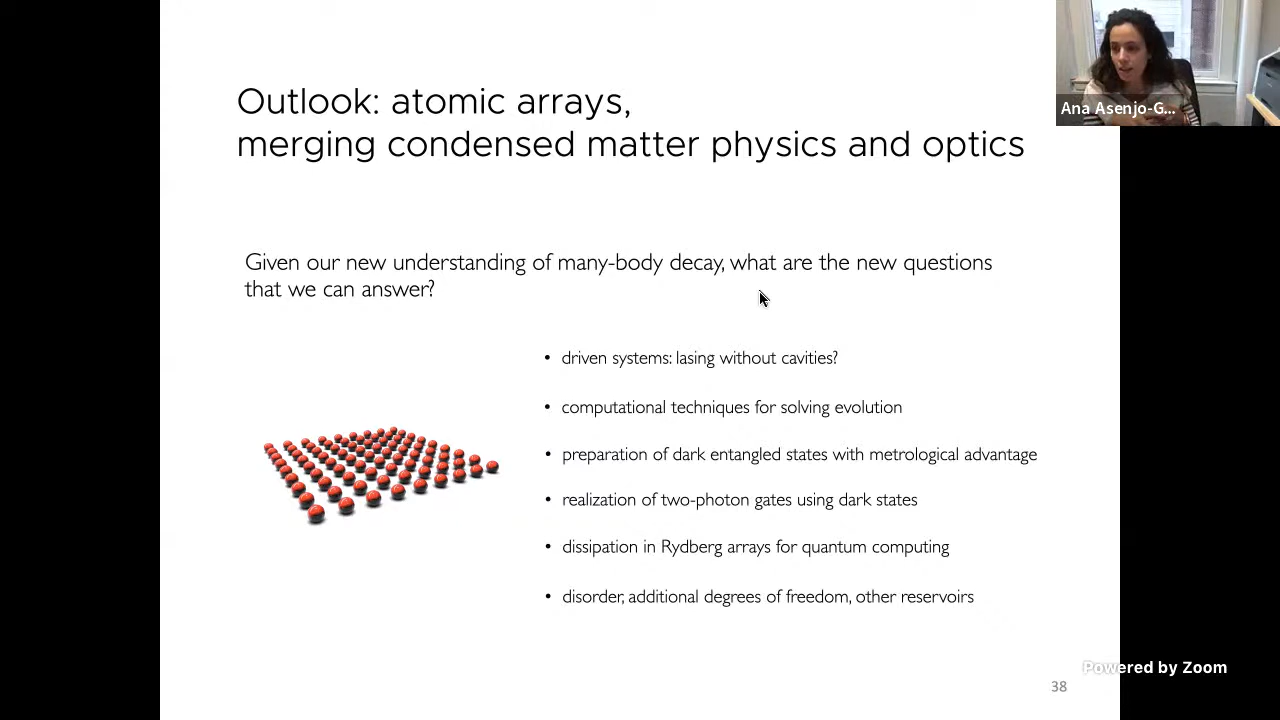 Outlook: atomic arrays,
merging condensed matter physics and optics
Ana Asenjo-G...
Given our new understanding of many-body decay, what are the new questions
that we can answer?
• driven systems: lasing without cavities?
• computational techniques for solving evolution
• preparation of dark entangled states with metrological advantage
• realization of two-photon gates using dark states
• dissipation in Rydberg arrays for quantum computing
• disorder, additional degrees of freedom, other reservoirs
Powered by Zoom
38